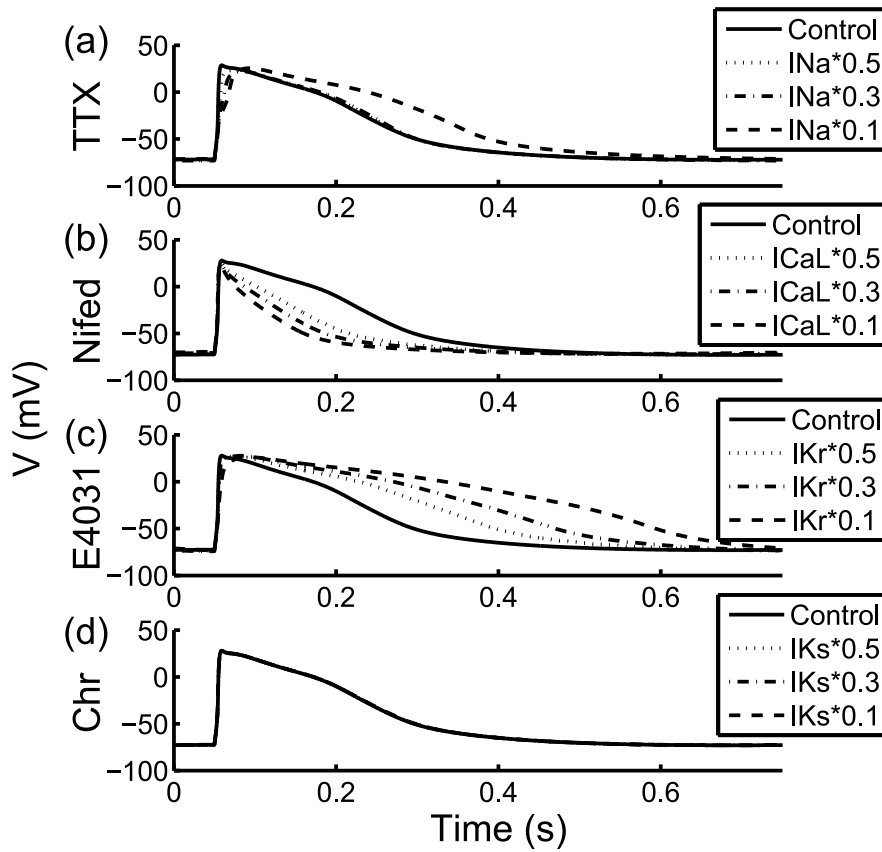 (a)
TTX
50
0
−50
−100
0
0.2
0.4
0.6
Control
INa*0.5
INa*0.3
INa*0.1
(b)
Nifed
50
0
−50
−100
0
0.2
0.4
0.6
Control
ICaL*0.5
ICaL*0.3
ICaL*0.1
V (mV)
(c)
E4031
50
0
−50
−100
0
0.2
0.4
0.6
Control
IKr*0.5
IKr*0.3
IKr*0.1
(d)
Chr
50
0
−50
−100
0
0.2
0.4
0.6
Control
IKs*0.5
IKs*0.3
IKs*0.1
Time (s)